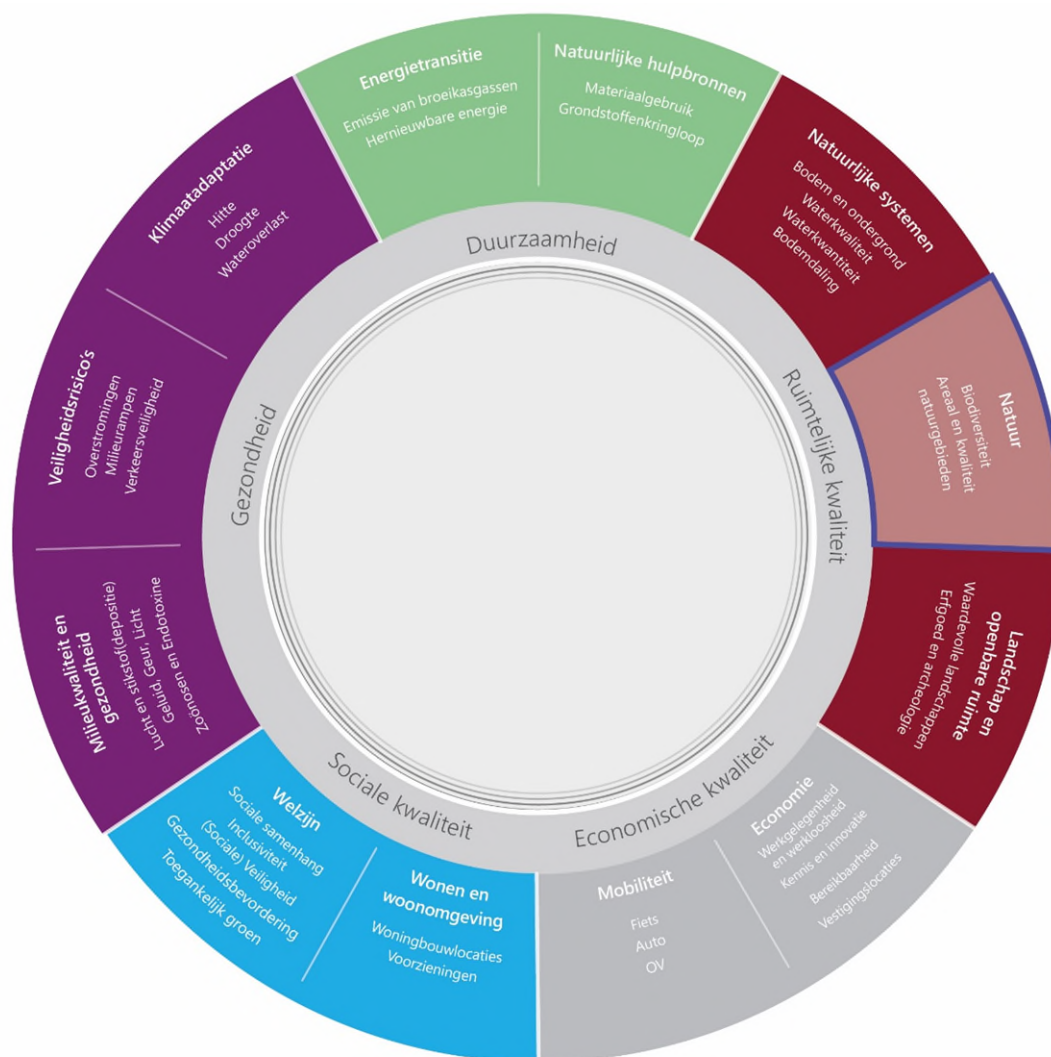 Duurzaamheid
Energietransitie
Emissie van broeikasgassen
Hernieuwbare energie
Natuurlijke hulpbronnen
Materiaalgebruik
Grondstoffenkringloop
Ruimtelijke kwaliteit
Natuurlijke systemen
Bodem en ondergrond
Waterkwaliteit
Waterkwantiteit
Bodemdaling
Natuur
Biodiversiteit
Areaal en kwaliteit
natuurgebieden
Landschap en
openbare ruimte
Waardevolle landschappen
Erfgoed en archeologie
Economische kwaliteit
Economie
Werkgelegenheid
en werkloosheid
Kennis en innovatie
Bereikbaarheid
Vestigingslocaties
Mobiliteit
Fiets
Auto
OV
Sociale kwaliteit
Wonen en
woonomgeving
Woningbouwlocaties
Voorzieningen
Welzijn
Sociale samenhang
Inclusiviteit
(Sociale) Veiligheid
Gezondheidsbevordering
Toegankelijk groen
Gezondheid
Milieukwaliteit en
gezondheid
Lucht en stikstof(depositie)
Geluid, Geur, Licht
Zoönosen en Endotoxine
Veiligheidsrisico's
Overstromingen
Milieurampen
Verkeersveiligheid
Klimaatadaptatie
Hitte
Droogte
Wateroverlast